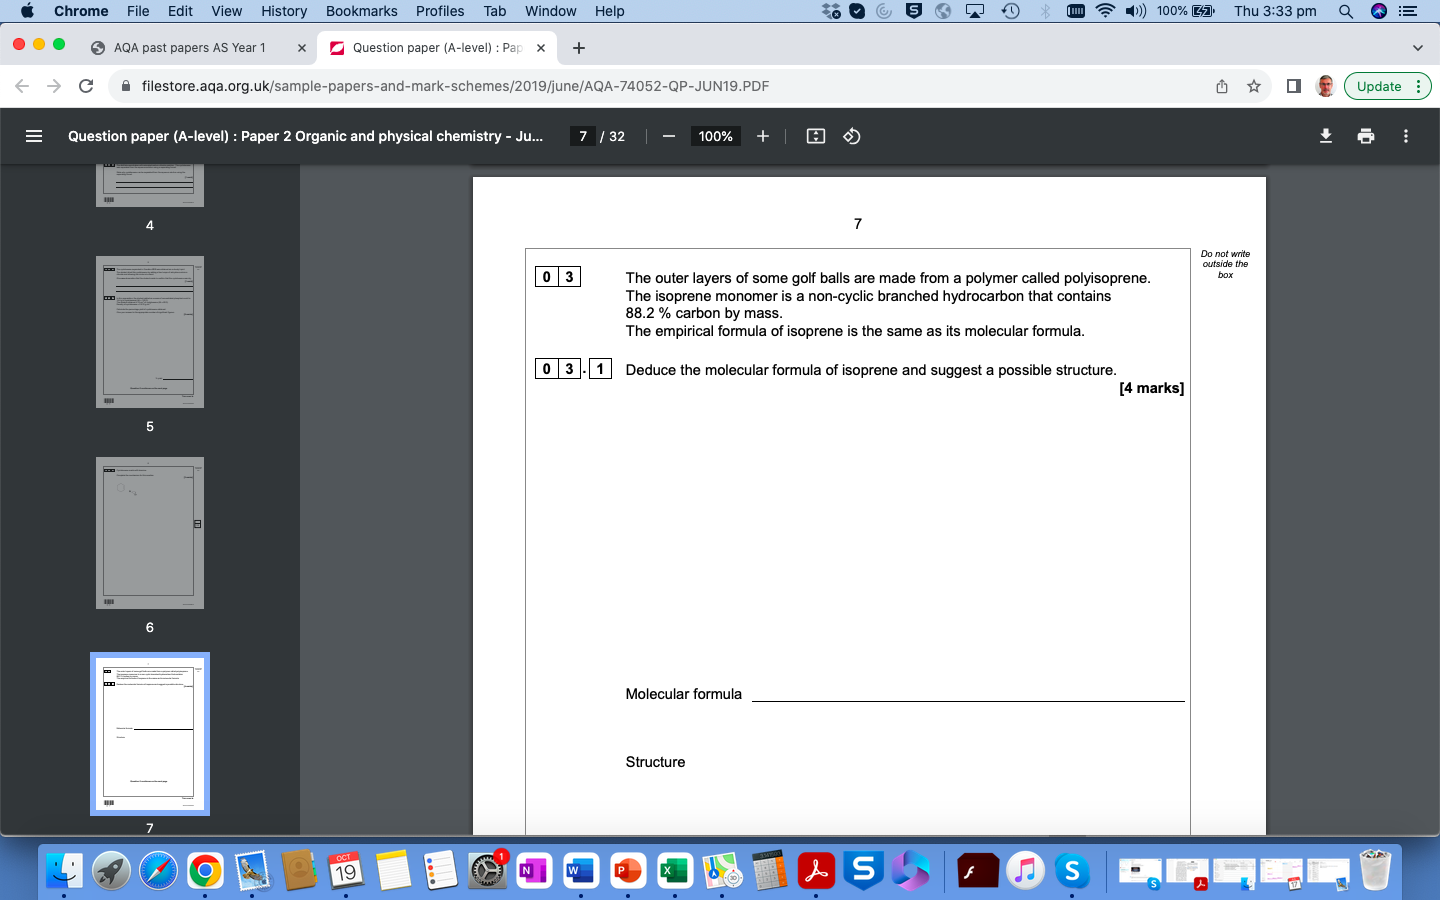 Chrome File Edit View History Bookmarks Profiles Tab Window Help 100% Thu 3:33 pm
AQA past papers AS Year 1
Question paper (A-level) : Pap
filestore.aqa.org.uk/sample-papers-and-mark-schemes/2019/june/AQA-74052-QP-JUN19.PDF
Update
Question paper (A-level) : Paper 2 Organic and physical chemistry - Ju... 7 / 32 100%
4
5
6
7
7
Do not write
outside the
box
0 3 The outer layers of some golf balls are made from a polymer called polyisoprene.
The isoprene monomer is a non-cyclic branched hydrocarbon that contains
88.2 % carbon by mass.
The empirical formula of isoprene is the same as its molecular formula.
0 3 . 1 Deduce the molecular formula of isoprene and suggest a possible structure.
[4 marks]
Molecular formula
Structure
OCT
19
1